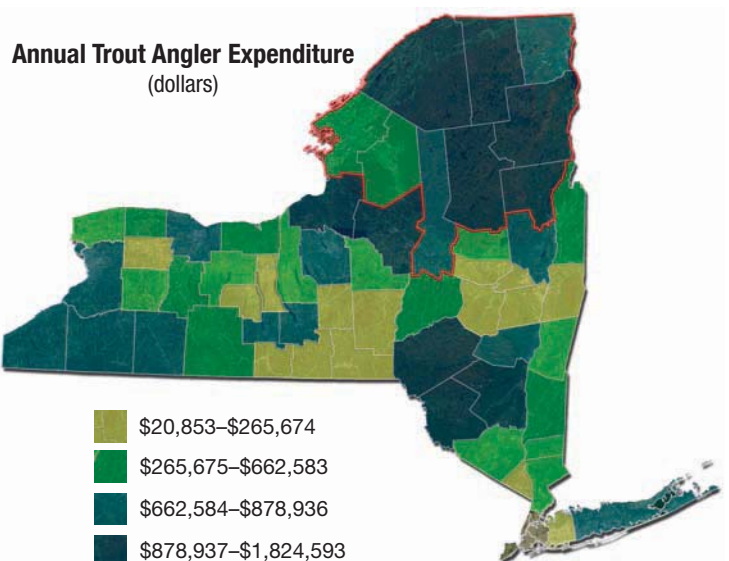 Annual Trout Angler Expenditure
(dollars)
$20,853–$265,674
$265,675–$662,583
$662,584–$878,936
$878,937–$1,824,593